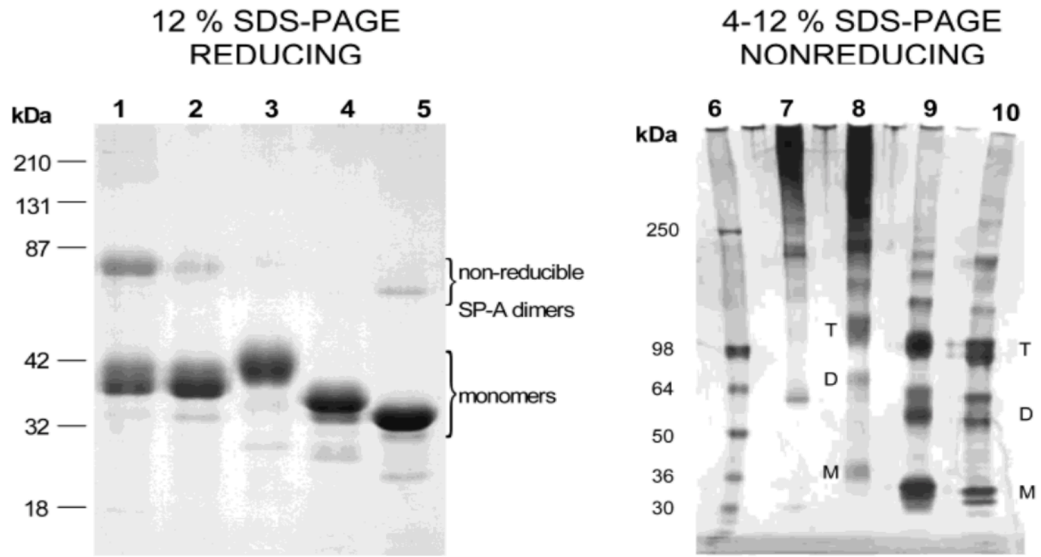 12 % SDS-PAGE
REDUCING
kDa 1 2 3 4 5
210
131
87
42
32
18
non-reducible
SP-A dimers
monomers
4-12 % SDS-PAGE
NONREDUCING
kDa 6 7 8 9 10
250
98
64
50
36
30
T
D
M
T
D
M